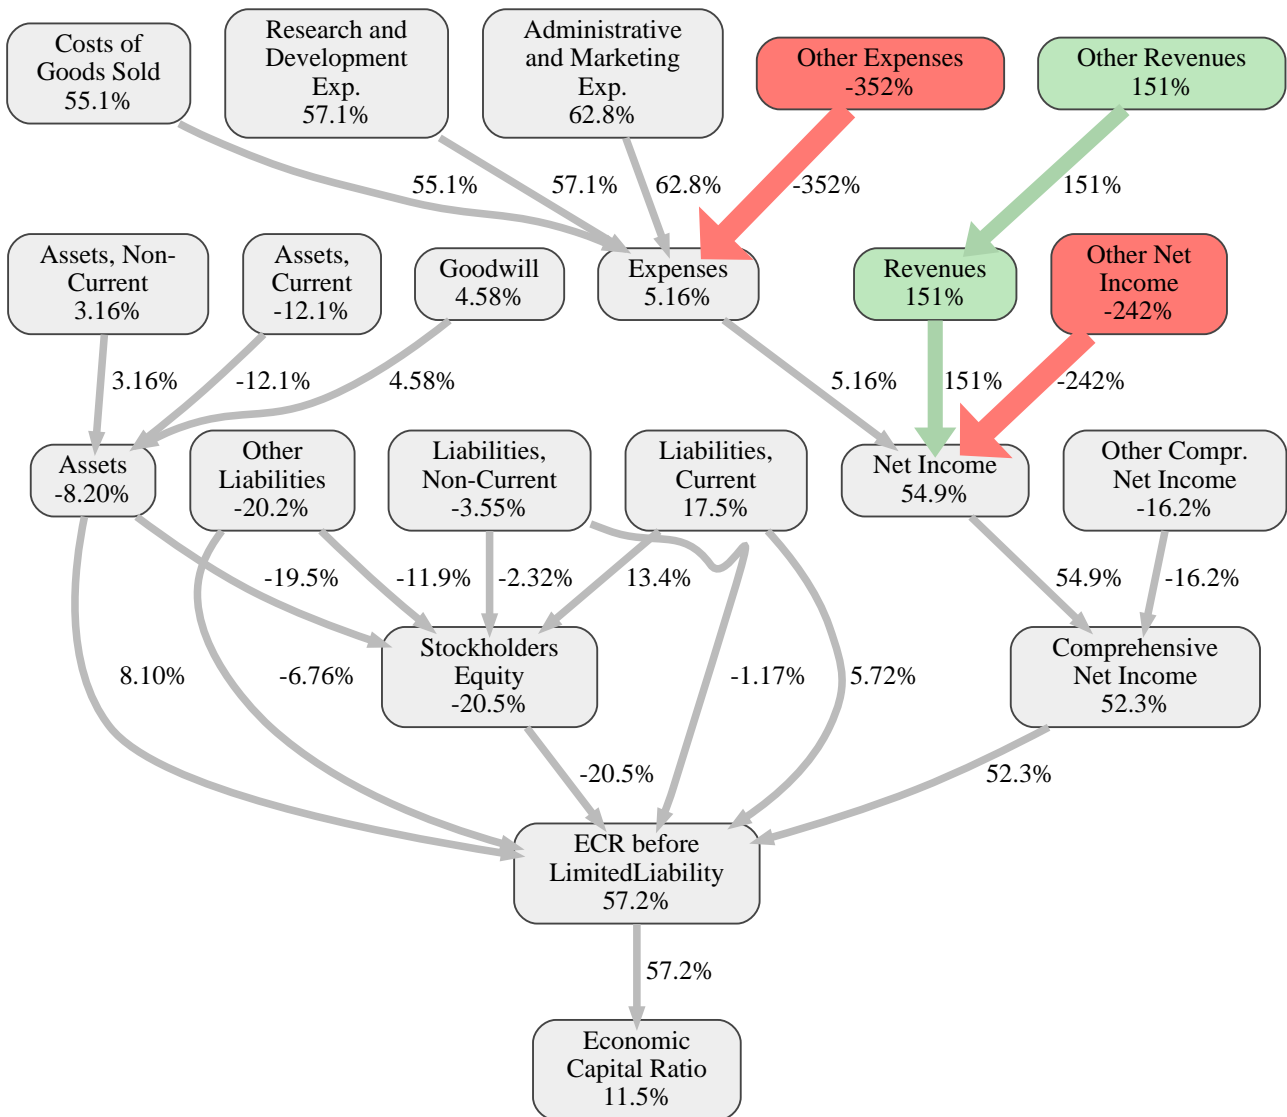 Costs of
Goods Sold
55.1%
Research and
Development
Exp.
57.1%
Administrative
and Marketing
Exp.
62.8%
Other Expenses
-352%
Other Revenues
151%
55.1%
57.1%
62.8%
-352%
151%
Assets, Non-
Current
3.16%
Assets,
Current
-12.1%
Goodwill
4.58%
Expenses
5.16%
Revenues
151%
Other Net
Income
-242%
3.16%
-12.1%
4.58%
5.16%
151%
-242%
Assets
-8.20%
Other
Liabilities
-20.2%
Liabilities,
Non-Current
-3.55%
Liabilities,
Current
17.5%
Net Income
54.9%
Other Compr.
Net Income
-16.2%
-19.5%
-11.9%
-2.32%
13.4%
54.9%
-16.2%
8.10%
-6.76%
Stockholders
Equity
-20.5%
-1.17%
5.72%
Comprehensive
Net Income
52.3%
-20.5%
52.3%
ECR before
LimitedLiability
57.2%
57.2%
Economic
Capital Ratio
11.5%